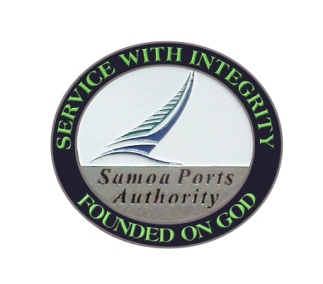 SERVICE WITH INTEGRITY
Samoa Ports
Authority
FOUNDED ON GOD